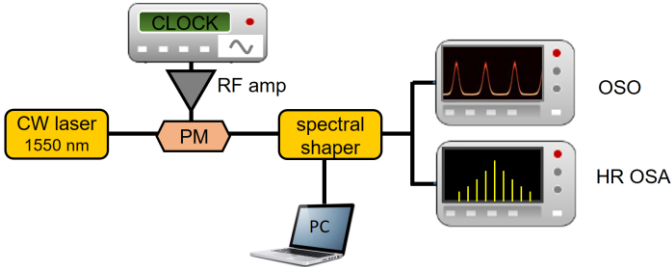 CLOCK
RF amp
CW laser
1550 nm
PM
spectral
shaper
OSO
HR OSA
PC